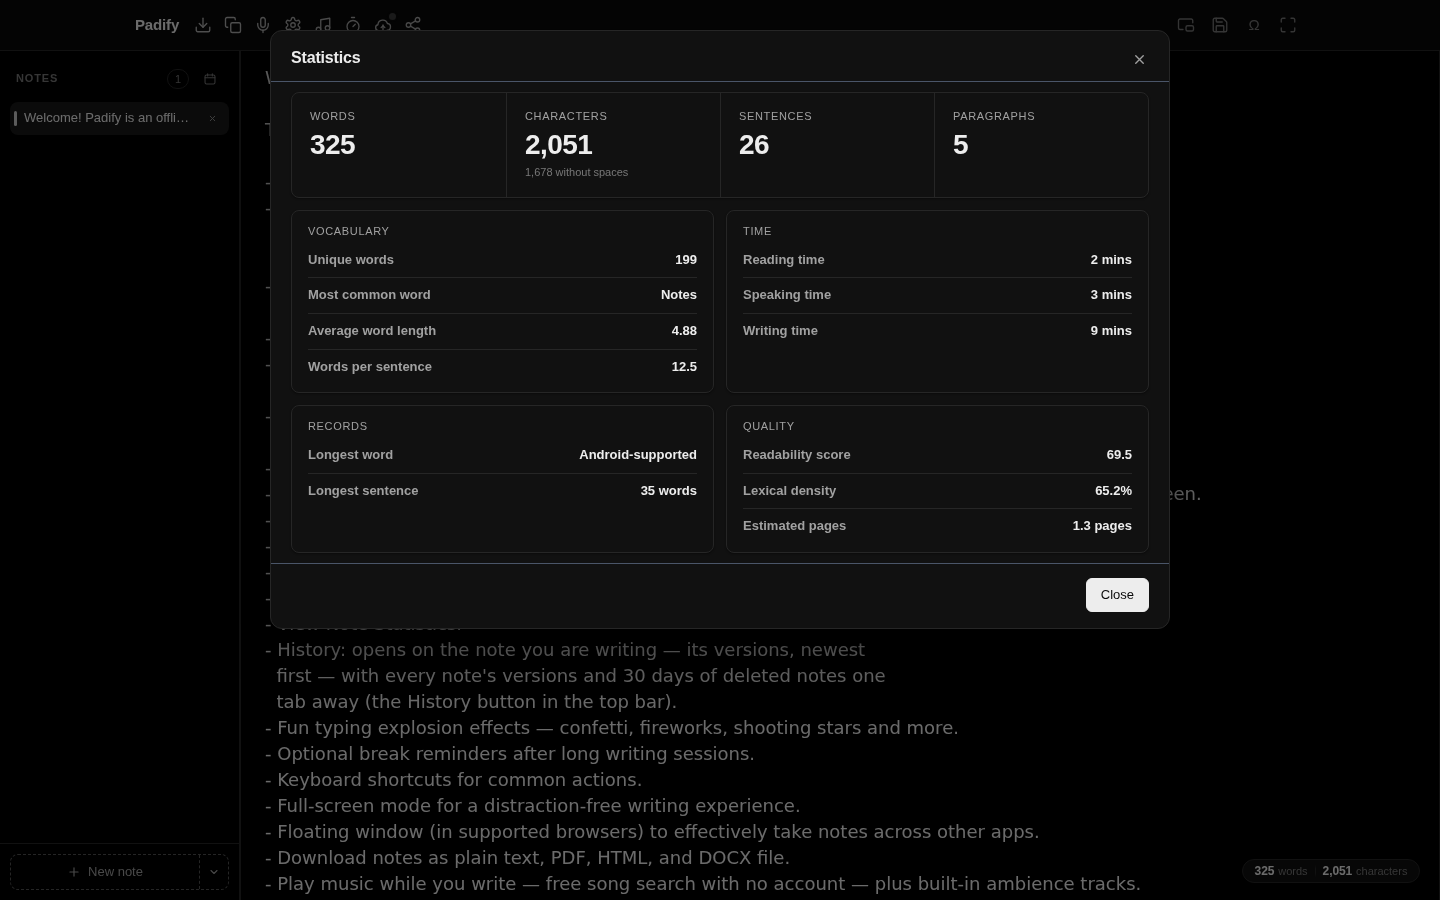 Padify
Ω
NOTES
1
Welcome! Padify is an offli…
New note
Statistics
WORDS
325
CHARACTERS
2,051
1,678 without spaces
SENTENCES
26
PARAGRAPHS
5
VOCABULARY
Unique words 199
Most common word Notes
Average word length 4.88
Words per sentence 12.5
TIME
Reading time 2 mins
Speaking time 3 mins
Writing time 9 mins
RECORDS
Longest word Android-supported
Longest sentence 35 words
QUALITY
Readability score 69.5
Lexical density 65.2%
Estimated pages 1.3 pages
Close
- History: opens on the note you are writing — its versions, newest
first — with every note's versions and 30 days of deleted notes one
tab away (the History button in the top bar).
- Fun typing explosion effects — confetti, fireworks, shooting stars and more.
- Optional break reminders after long writing sessions.
- Keyboard shortcuts for common actions.
- Full-screen mode for a distraction-free writing experience.
- Floating window (in supported browsers) to effectively take notes across other apps.
- Download notes as plain text, PDF, HTML, and DOCX file.
- Play music while you write — free song search with no account — plus built-in ambience tracks.
325 words | 2,051 characters